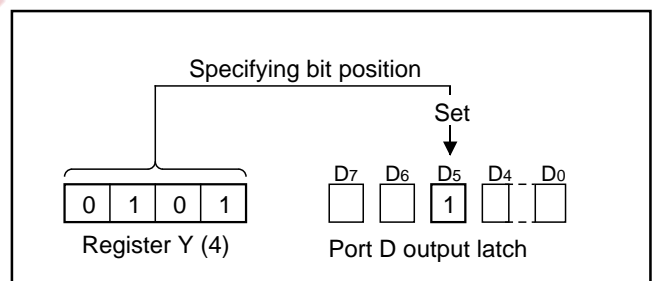 Specifying bit position
Set
D7 D6 D5 D4 D0
0 1 0 1 1
Register Y (4) Port D output latch